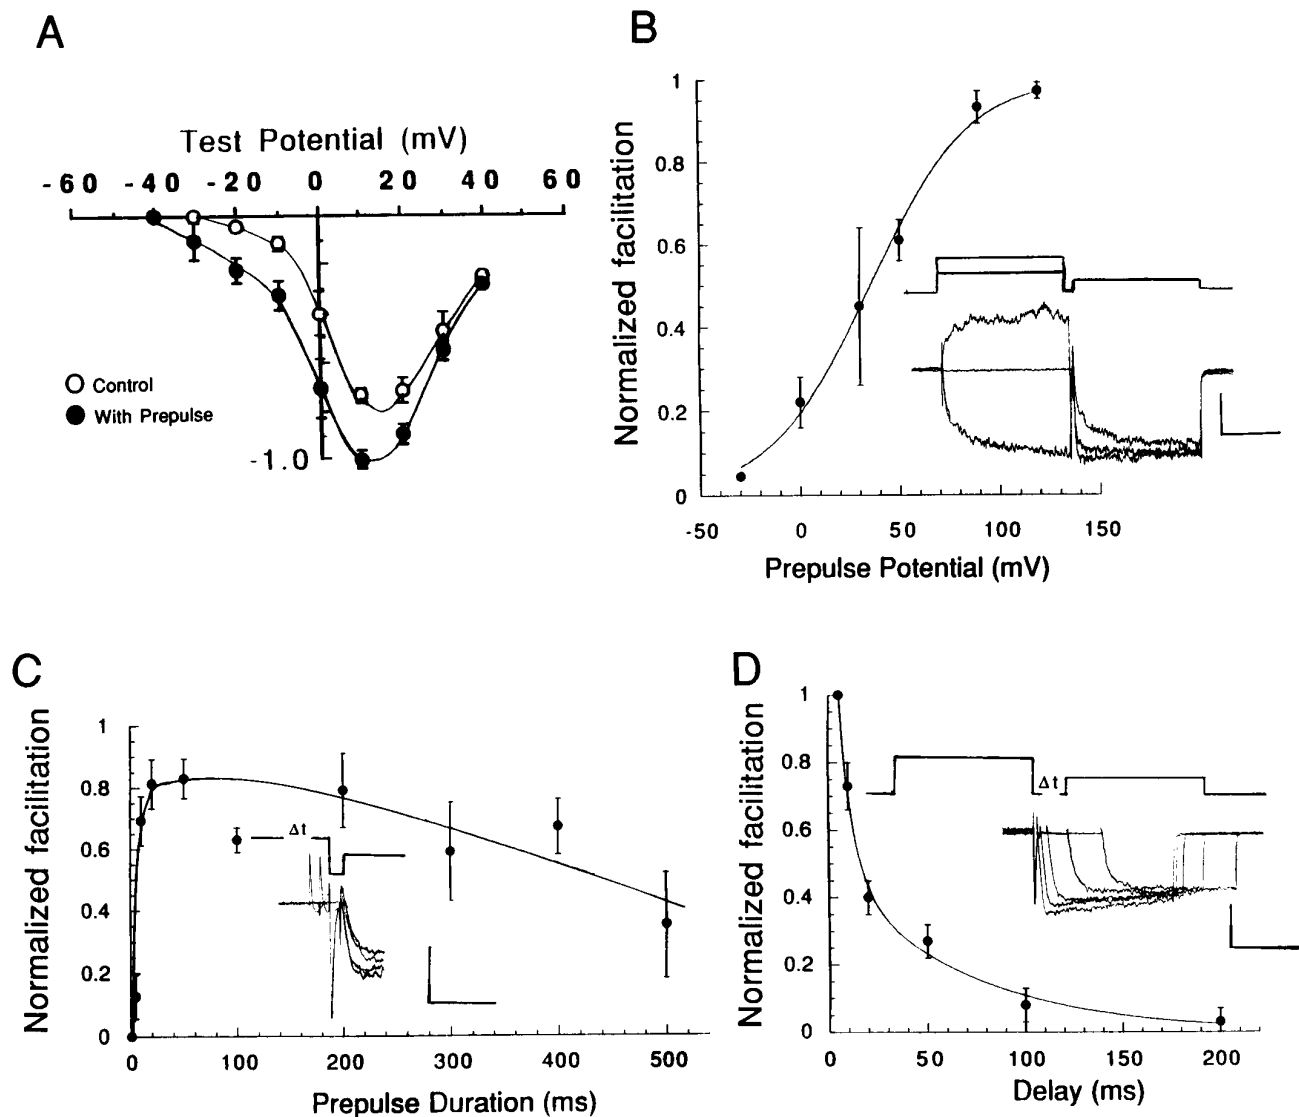 A
Test Potential (mV)
-60 -40 -20 0 20 40 60
Control
With Prepulse
-1.0
B
Normalized facilitation
1
0.8
0.6
0.4
0.2
0
-50 0 50 100 150
Prepulse Potential (mV)
C
Normalized facilitation
1
0.8
0.6
0.4
0.2
0
Δt
0 100 200 300 400 500
Prepulse Duration (ms)
D
Normalized facilitation
1
0.8
0.6
0.4
0.2
0
Δt
0 50 100 150 200
Delay (ms)